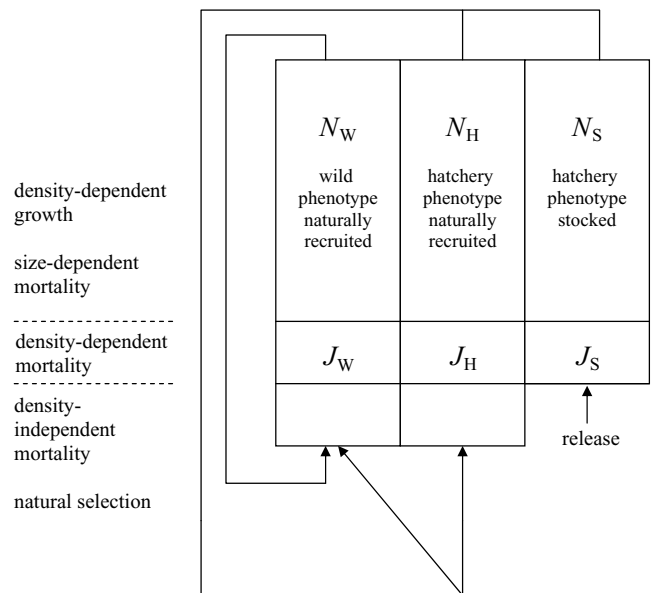 N_W
N_H
N_S
wild
phenotype
naturally
recruited
hatchery
phenotype
naturally
recruited
hatchery
phenotype
stocked
density-dependent
growth
size-dependent
mortality
density-dependent
mortality
J_W
J_H
J_S
density-
independent
mortality
release
natural selection